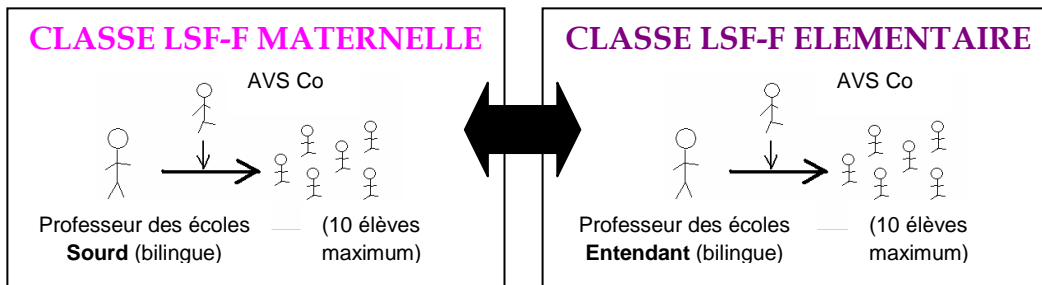 CLASSE LSF-F MATERNELLE
AVS Co
Professeur des écoles
Sourd (bilingue)
(10 élèves
maximum)
CLASSE LSF-F ELEMENTAIRE
AVS Co
Professeur des écoles
Entendant (bilingue)
(10 élèves
maximum)